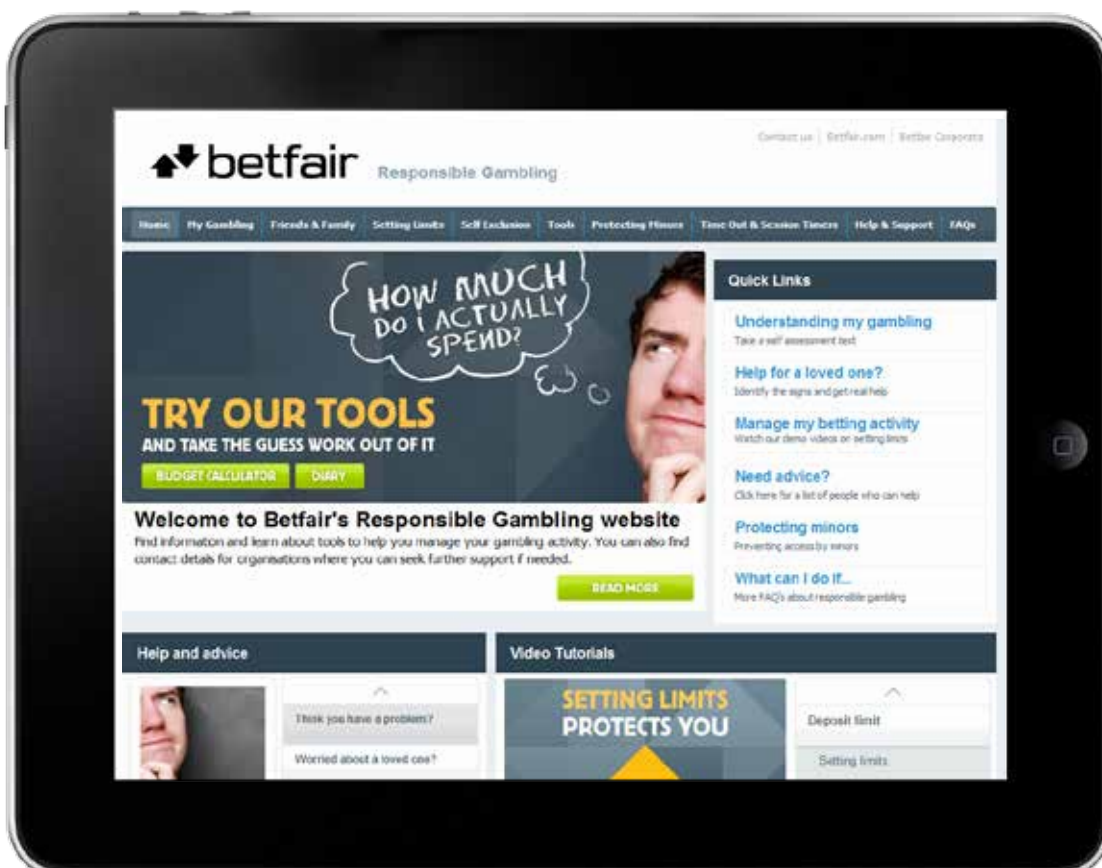 Contact us | Betfair.com | Betfair Corporate
betfair Responsible Gambling
Home My Gambling Friends & Family Setting Limits Self Exclusion Tools Protecting Minors Time Out & Session Timers Help & Support FAQs
HOW MUCH
DO I ACTUALLY
SPEND?
TRY OUR TOOLS
AND TAKE THE GUESS WORK OUT OF IT
BUDGET CALCULATOR DIARY
Welcome to Betfair's Responsible Gambling website
Find information and learn about tools to help you manage your gambling activity. You can also find
contact details for organisations where you can seek further support if needed.
READ MORE
Quick Links
Understanding my gambling
Take a self assessment test
Help for a loved one?
Identify the signs and get real help
Manage my betting activity
Watch our demo videos on setting limits
Need advice?
Click here for a list of people who can help
Protecting minors
Preventing access by minors
What can I do if...
More FAQ's about responsible gambling
Help and advice
Think you have a problem?
Worried about a loved one?
Video Tutorials
SETTING LIMITS
PROTECTS YOU
Deposit limit
Setting limits